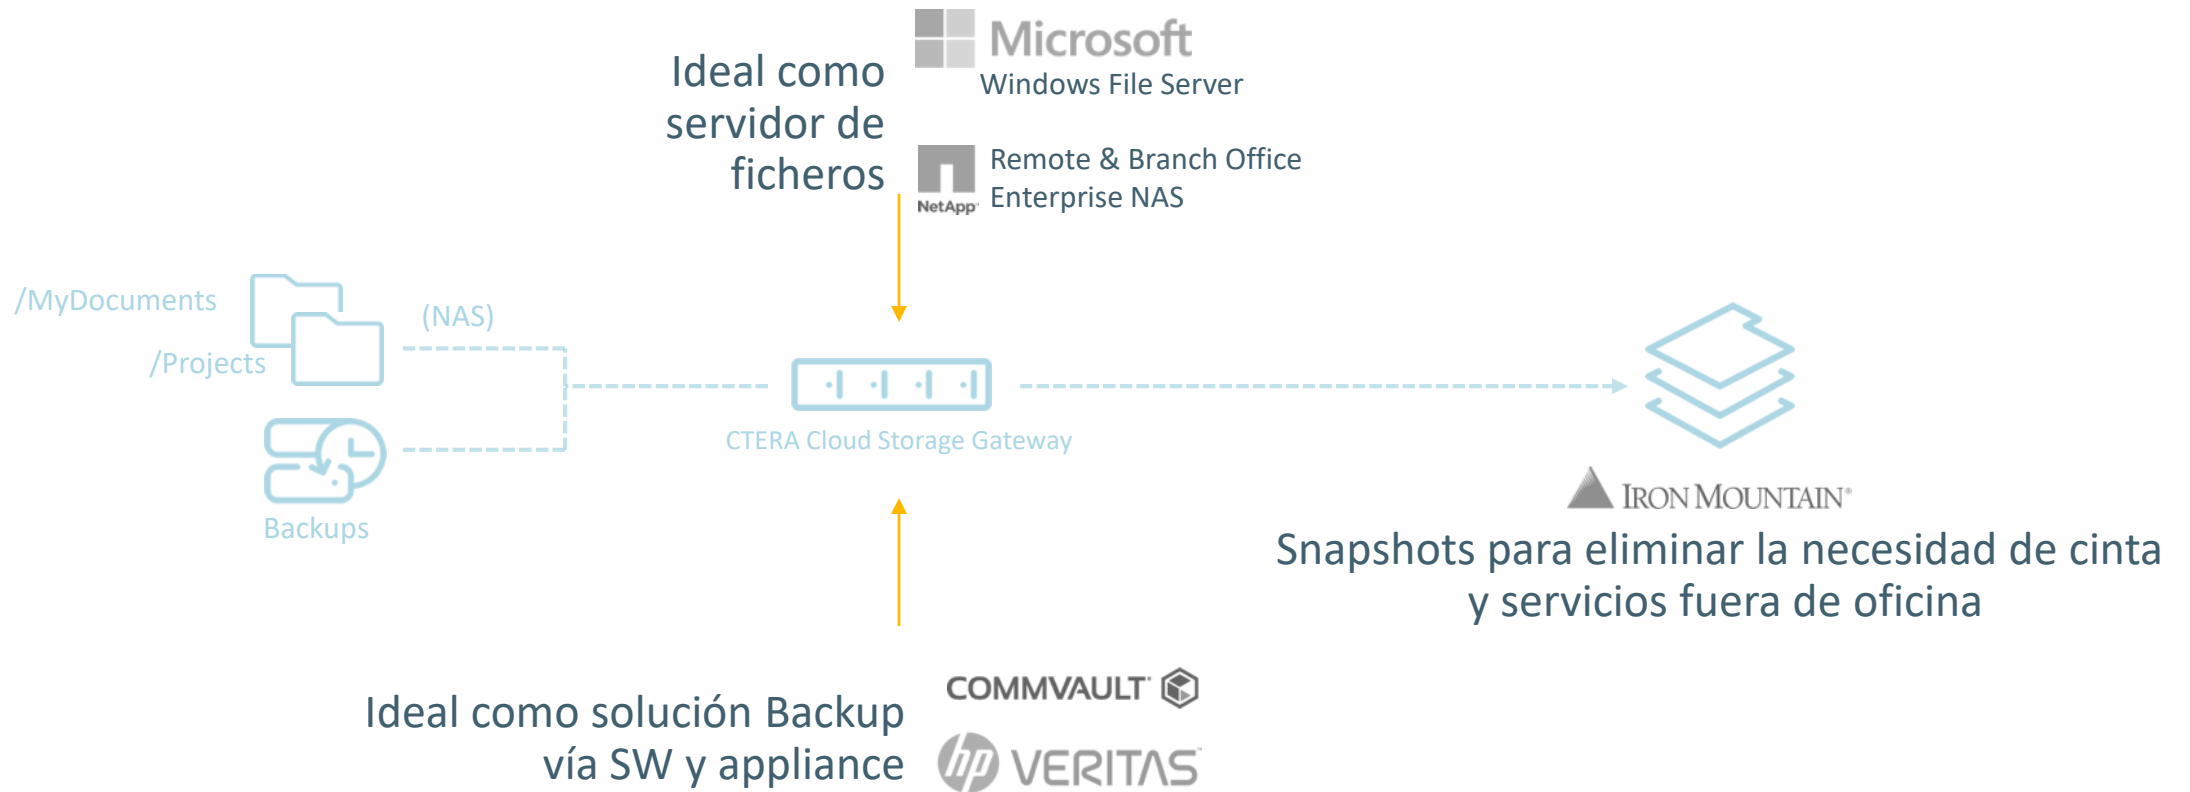 Ideal como
servidor de
ficheros
Microsoft
Windows File Server
NetApp
Remote & Branch Office
Enterprise NAS
/MyDocuments
/Projects
(NAS)
Backups
CTERA Cloud Storage Gateway
IRON MOUNTAIN®
Snapshots para eliminar la necesidad de cinta
y servicios fuera de oficina
Ideal como solución Backup
vía SW y appliance
COMMVAULT
hp VERITAS